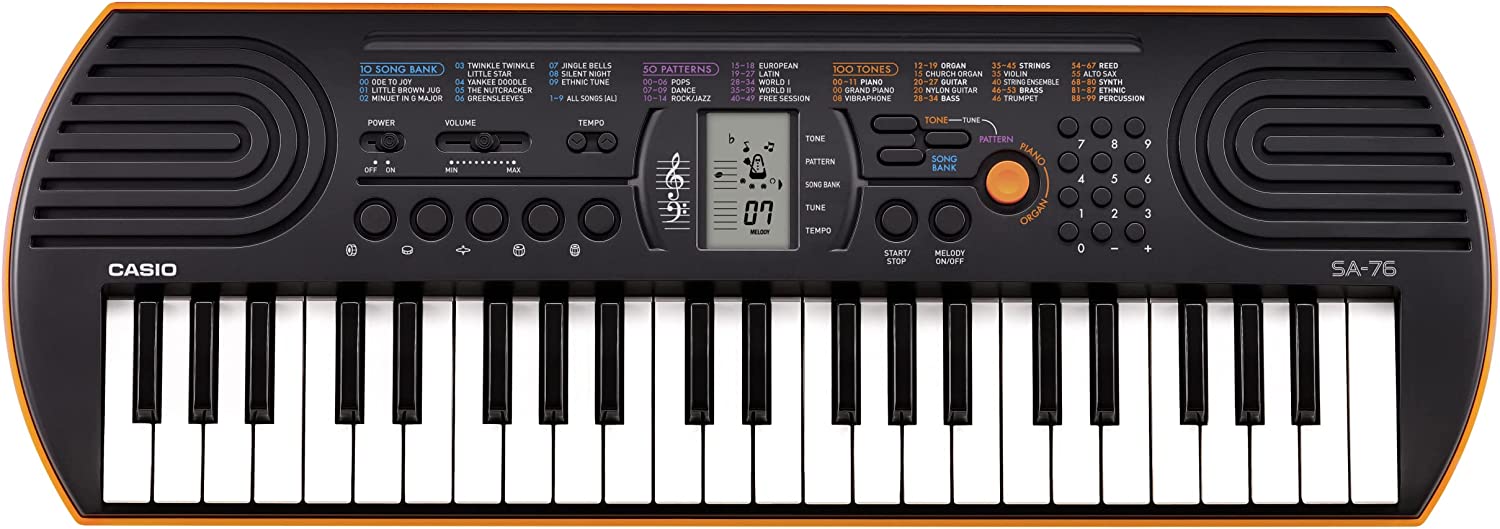 10 SONG BANK
00 ODE TO JOY
01 LITTLE BROWN JUG
02 MINUET IN G MAJOR
03 TWINKLE TWINKLE
LITTLE STAR
04 YANKEE DOODLE
05 THE NUTCRACKER
06 GREENSLEEVES
07 JINGLE BELLS
08 SILENT NIGHT
09 ETHNIC TUNE
1~9 ALL SONGS (AL)
50 PATTERNS
00~06 POPS
07~09 DANCE
10~14 ROCK/JAZZ
15~18 EUROPEAN
19~27 LATIN
28~34 WORLD I
35~39 WORLD II
40~49 FREE SESSION
100 TONES
00~11 PIANO
00 GRAND PIANO
08 VIBRAPHONE
12~19 ORGAN
15 CHURCH ORGAN
20~27 GUITAR
20 NYLON GUITAR
28~34 BASS
35~45 STRINGS
35 VIOLIN
40 STRING ENSEMBLE
46~53 BRASS
46 TRUMPET
54~67 REED
55 ALTO SAX
68~80 SYNTH
81~87 ETHNIC
88~99 PERCUSSION
POWER
OFF ON
VOLUME
MIN MAX
TEMPO
07
MELODY
TONE
PATTERN
SONG BANK
TUNE
TEMPO
TONE TUNE
PATTERN
SONG
BANK
PIANO
ORGAN
7 8 9
4 5 6
1 2 3
0 − +
START/
STOP
MELODY
ON/OFF
CASIO
SA-76